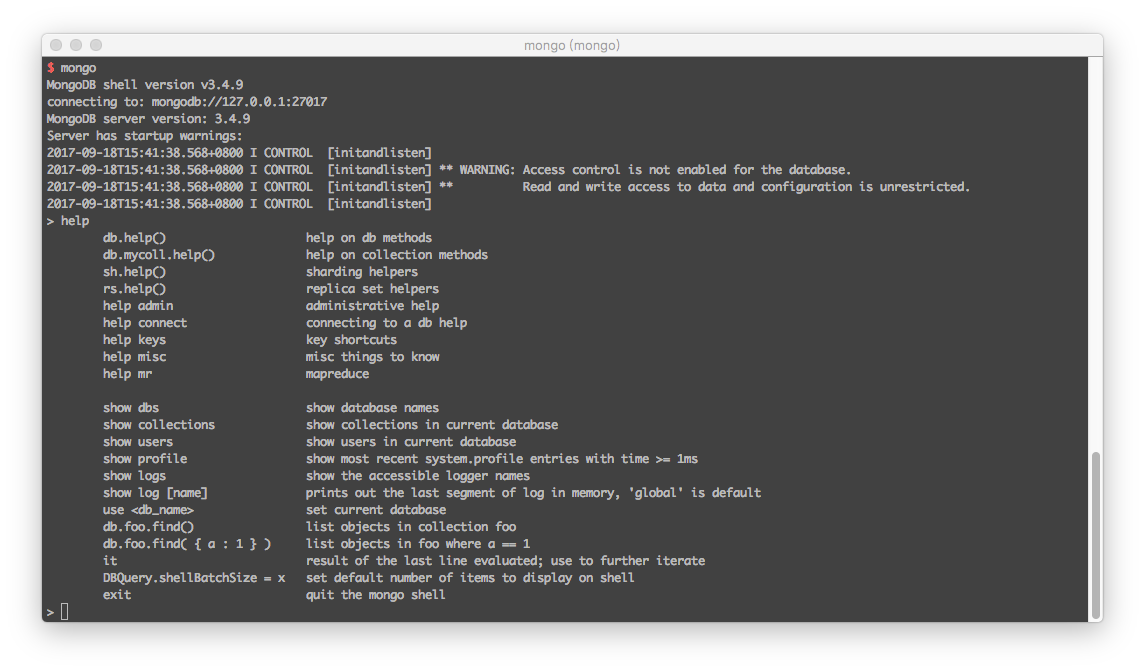 mongo (mongo)
$ mongo
MongoDB shell version v3.4.9
connecting to: mongodb://127.0.0.1:27017
MongoDB server version: 3.4.9
Server has startup warnings:
2017-09-18T15:41:38.568+0800 I CONTROL  [initandlisten]
2017-09-18T15:41:38.568+0800 I CONTROL  [initandlisten] ** WARNING: Access control is not enabled for the database.
2017-09-18T15:41:38.568+0800 I CONTROL  [initandlisten] **          Read and write access to data and configuration is unrestricted.
2017-09-18T15:41:38.568+0800 I CONTROL  [initandlisten]
> help
        db.help()                    help on db methods
        db.mycoll.help()             help on collection methods
        sh.help()                    sharding helpers
        rs.help()                    replica set helpers
        help admin                   administrative help
        help connect                 connecting to a db help
        help keys                    key shortcuts
        help misc                    misc things to know
        help mr                      mapreduce
        show dbs                     show database names
        show collections             show collections in current database
        show users                   show users in current database
        show profile                 show most recent system.profile entries with time >= 1ms
        show logs                    show the accessible logger names
        show log [name]              prints out the last segment of log in memory, 'global' is default
        use <db_name>                set current database
        db.foo.find()                list objects in collection foo
        db.foo.find( { a : 1 } )     list objects in foo where a == 1
        it                           result of the last line evaluated; use to further iterate
        DBQuery.shellBatchSize = x   set default number of items to display on shell
        exit                         quit the mongo shell
>